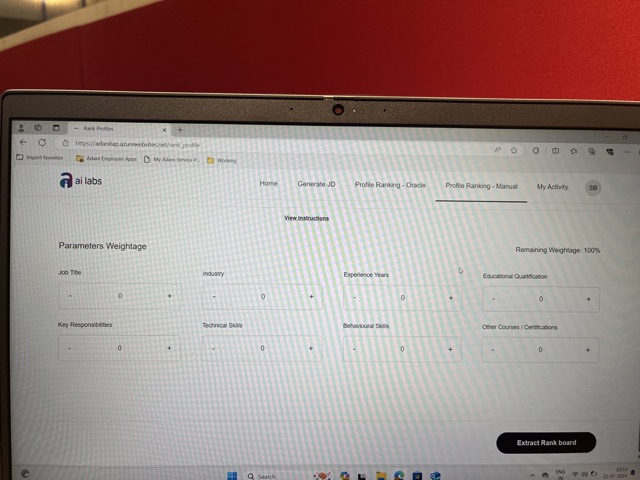 Rank Profiles
https://adanitap.azurewebsites.net/rank_profile
Import favorites Adani Employee Apps My Adani Service P... Working
ai labs Home Generate JD Profile Ranking - Oracle Profile Ranking - Manual My Activity SB
View Instructions
Parameters Weightage
Remaining Weightage: 100%
Job Title Industry Experience Years Educational Qualification
- 0 + - 0 + - 0 + - 0 +
Key Responsibilities Technical Skills Behavioural Skills Other Courses / Certifications
- 0 + - 0 + - 0 + - 0 +
Extract Rank board
Search
ENG
IN